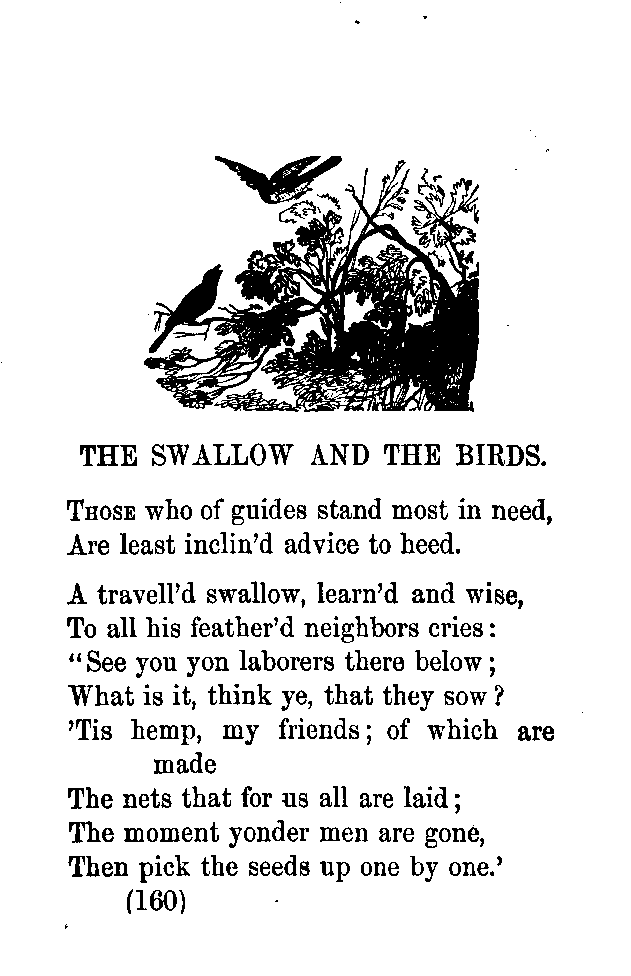 THE SWALLOW AND THE BIRDS.
Those who of guides stand most in need,
Are least inclin'd advice to heed.
A travell'd swallow, learn'd and wise,
To all his feather'd neighbors cries:
"See you yon laborers there below;
What is it, think ye, that they sow?
'Tis hemp, my friends; of which are
made
The nets that for us all are laid;
The moment yonder men are gone,
Then pick the seeds up one by one.'
(160)